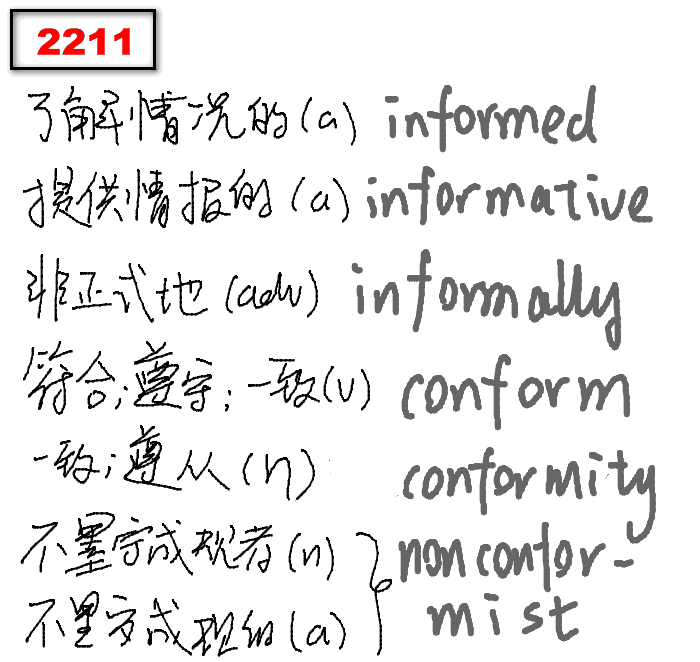 2211
了解情况的(a) informed
提供情报的(a) informative
非正式地(adv) informally
符合;遵守;一致(v) conform
一致;遵从(n) conformity
不墨守成规者(n) nonconfor-
不墨守成规的(a) mist